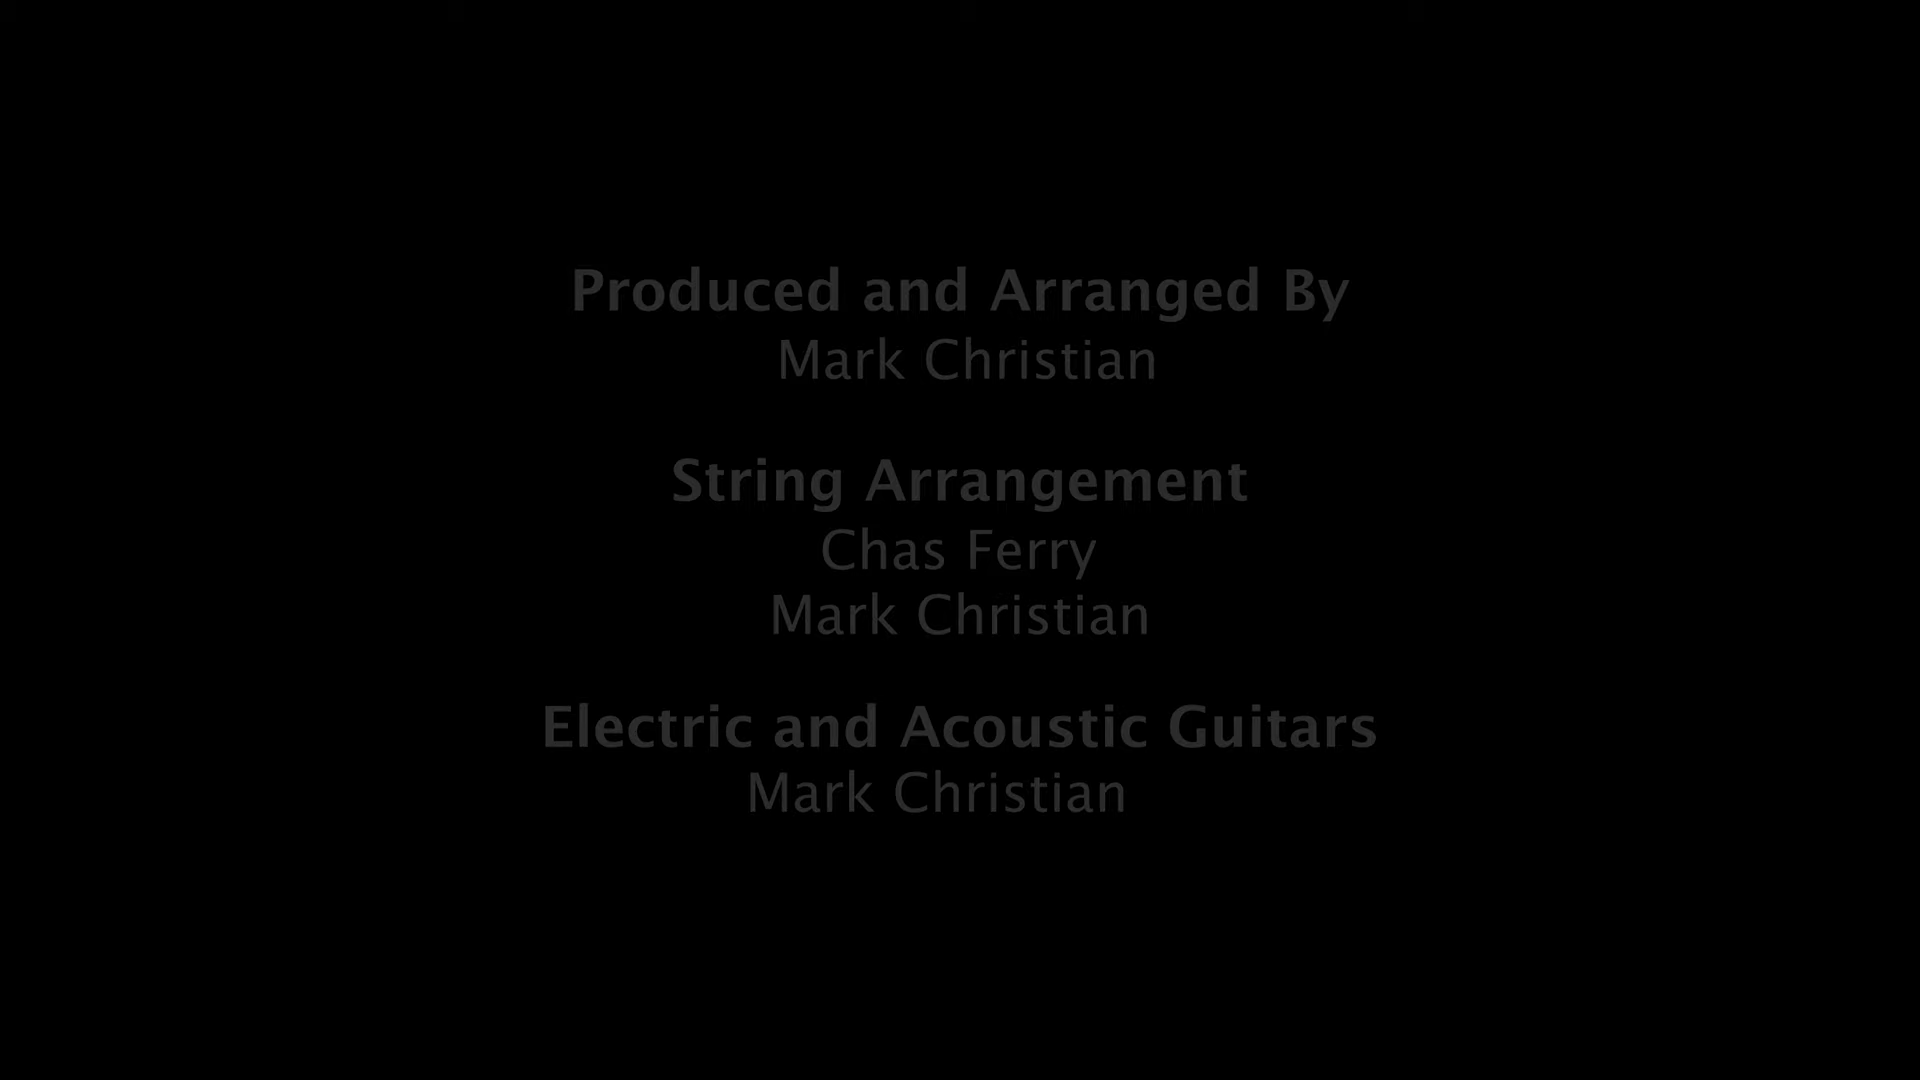 Produced and Arranged By
Mark Christian
String Arrangement
Chas Ferry
Mark Christian
Electric and Acoustic Guitars
Mark Christian